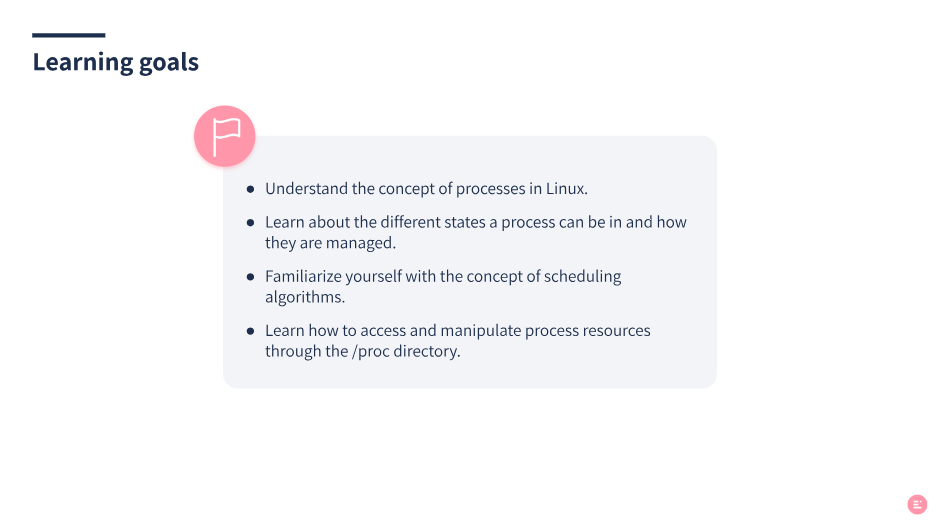 Learning goals
● Understand the concept of processes in Linux.
● Learn about the different states a process can be in and how
they are managed.
● Familiarize yourself with the concept of scheduling
algorithms.
● Learn how to access and manipulate process resources
through the /proc directory.